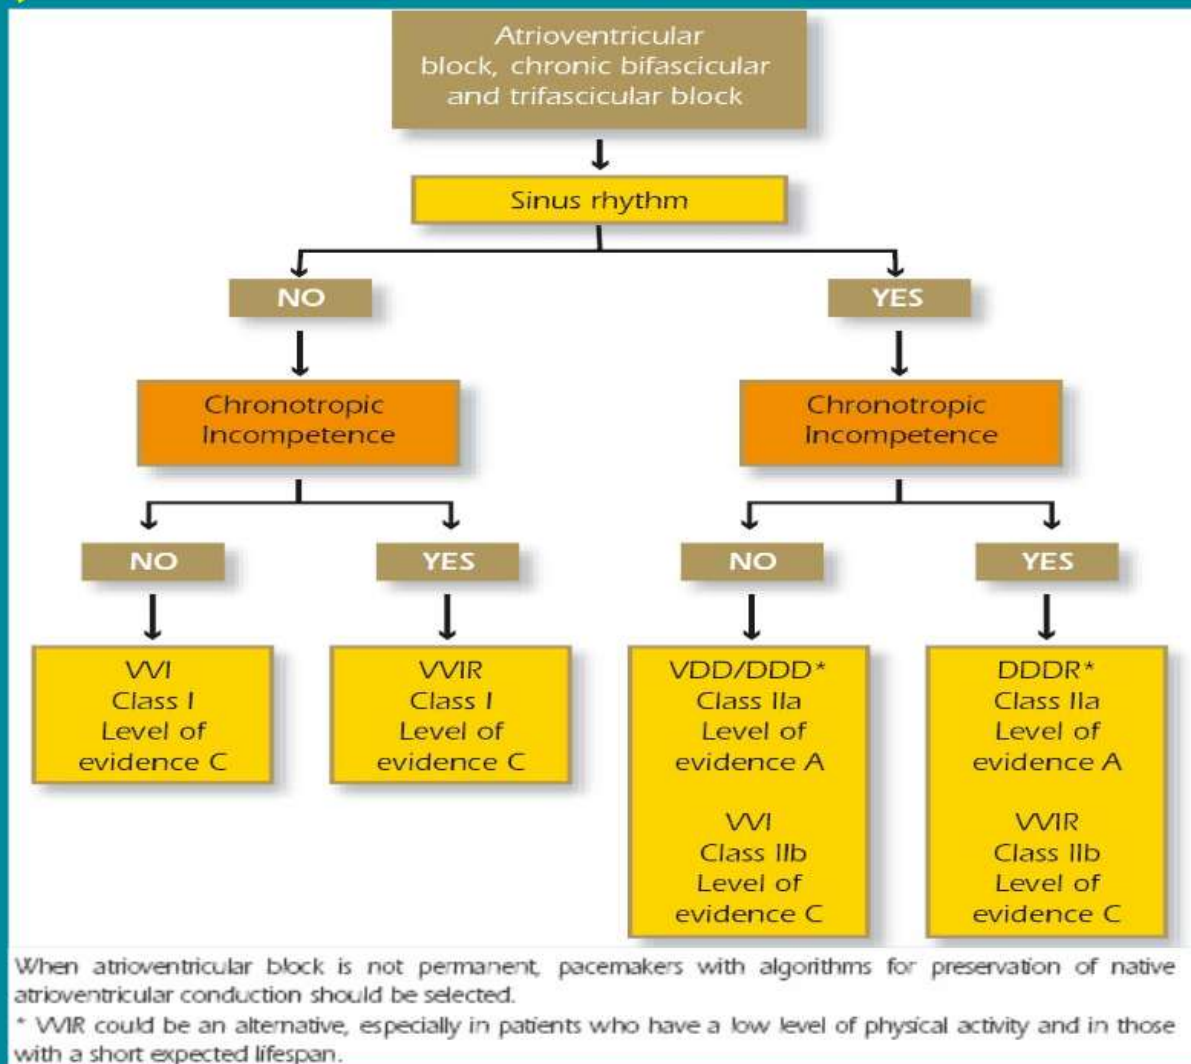 Atrioventricular
block, chronic bifascicular
and trifascicular block
Sinus rhythm
NO
YES
Chronotropic
Incompetence
Chronotropic
Incompetence
NO
YES
NO
YES
VVI
Class I
Level of
evidence C
VVIR
Class I
Level of
evidence C
VDD/DDD*
Class IIa
Level of
evidence A
VVI
Class IIb
Level of
evidence C
DDDR*
Class IIa
Level of
evidence A
VVIR
Class IIb
Level of
evidence C
When atrioventricular block is not permanent, pacemakers with algorithms for preservation of native
atrioventricular conduction should be selected.
* VVIR could be an alternative, especially in patients who have a low level of physical activity and in those
with a short expected lifespan.